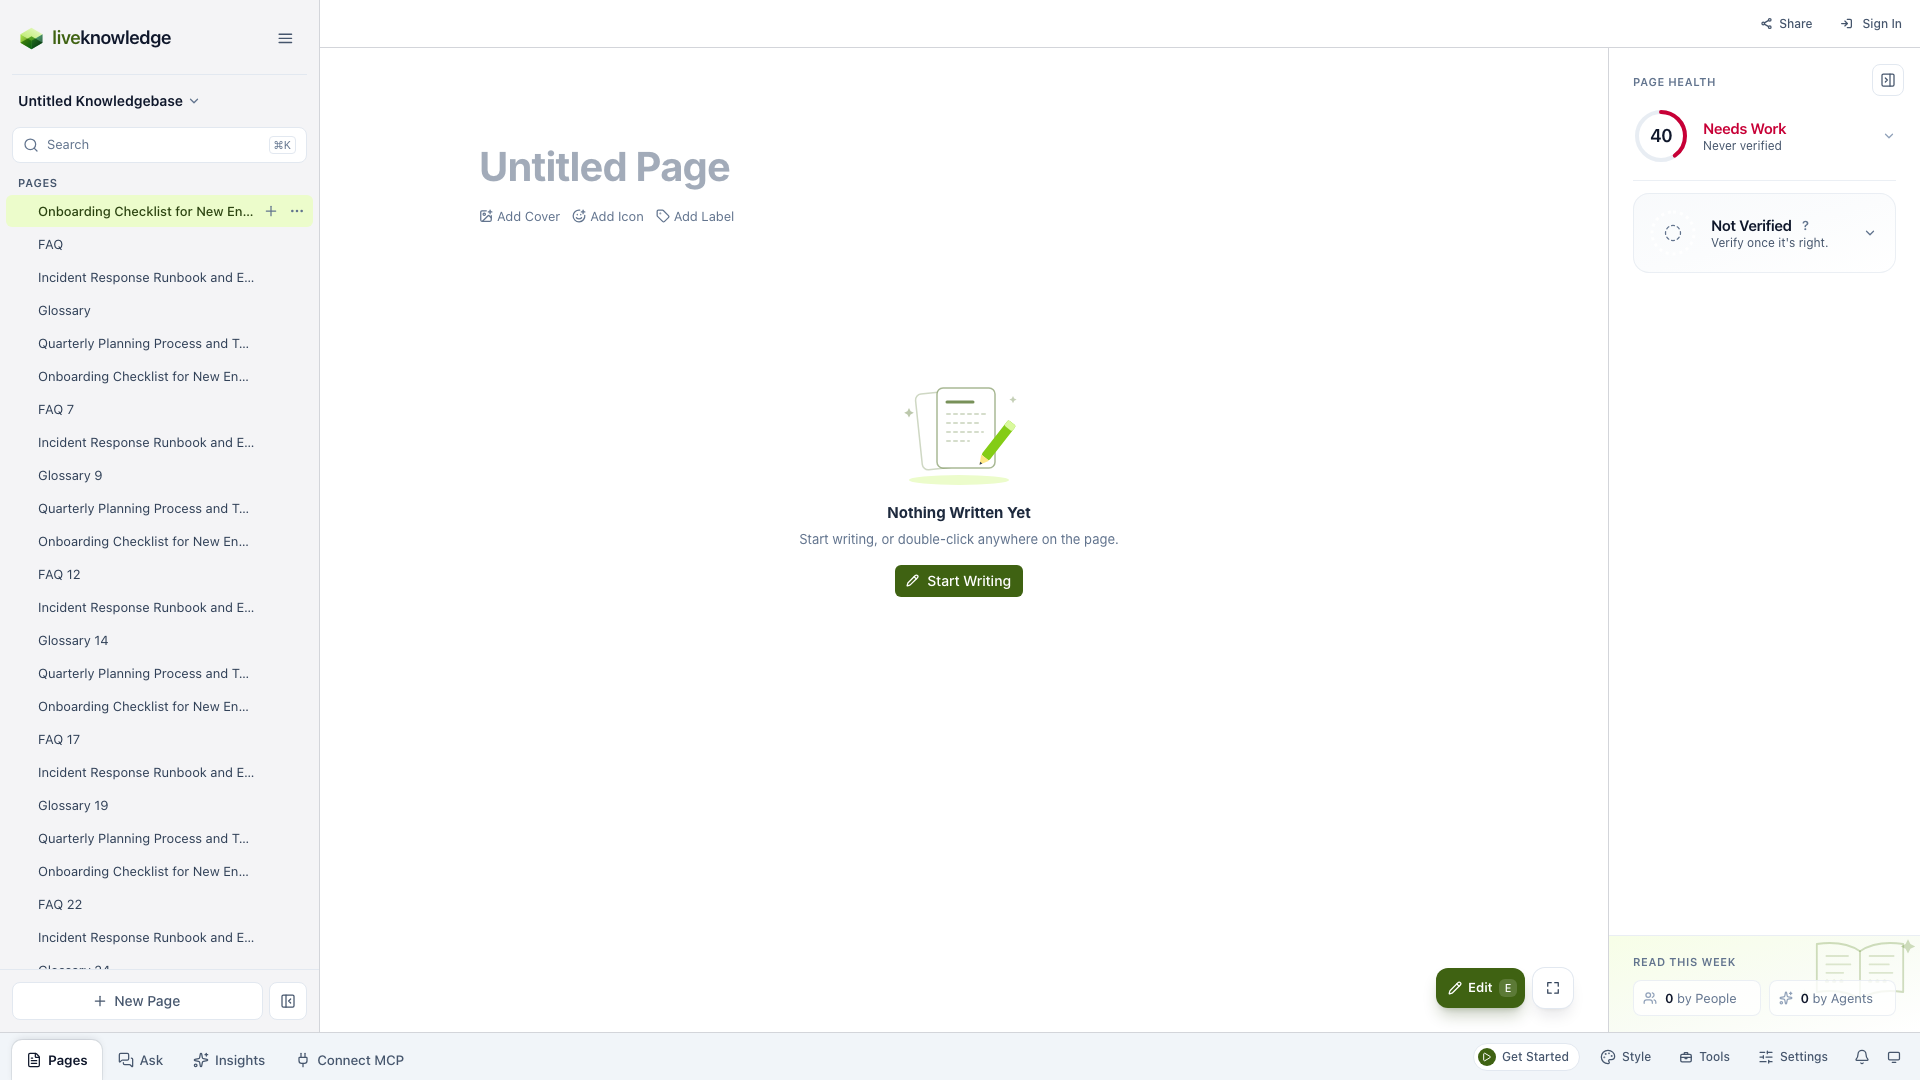 liveknowledge
Share
Sign In
Untitled Knowledgebase
Search
⌘K
PAGES
Onboarding Checklist for New En...
FAQ
Incident Response Runbook and E...
Glossary
Quarterly Planning Process and T...
Onboarding Checklist for New En...
FAQ 7
Incident Response Runbook and E...
Glossary 9
Quarterly Planning Process and T...
Onboarding Checklist for New En...
FAQ 12
Incident Response Runbook and E...
Glossary 14
Quarterly Planning Process and T...
Onboarding Checklist for New En...
FAQ 17
Incident Response Runbook and E...
Glossary 19
Quarterly Planning Process and T...
Onboarding Checklist for New En...
FAQ 22
Incident Response Runbook and E...
Glossary 24
New Page
Untitled Page
Add Cover
Add Icon
Add Label
Nothing Written Yet
Start writing, or double-click anywhere on the page.
Start Writing
Edit E
PAGE HEALTH
40
Needs Work
Never verified
Not Verified ?
Verify once it's right.
READ THIS WEEK
0 by People
0 by Agents
Pages
Ask
Insights
Connect MCP
Get Started
Style
Tools
Settings